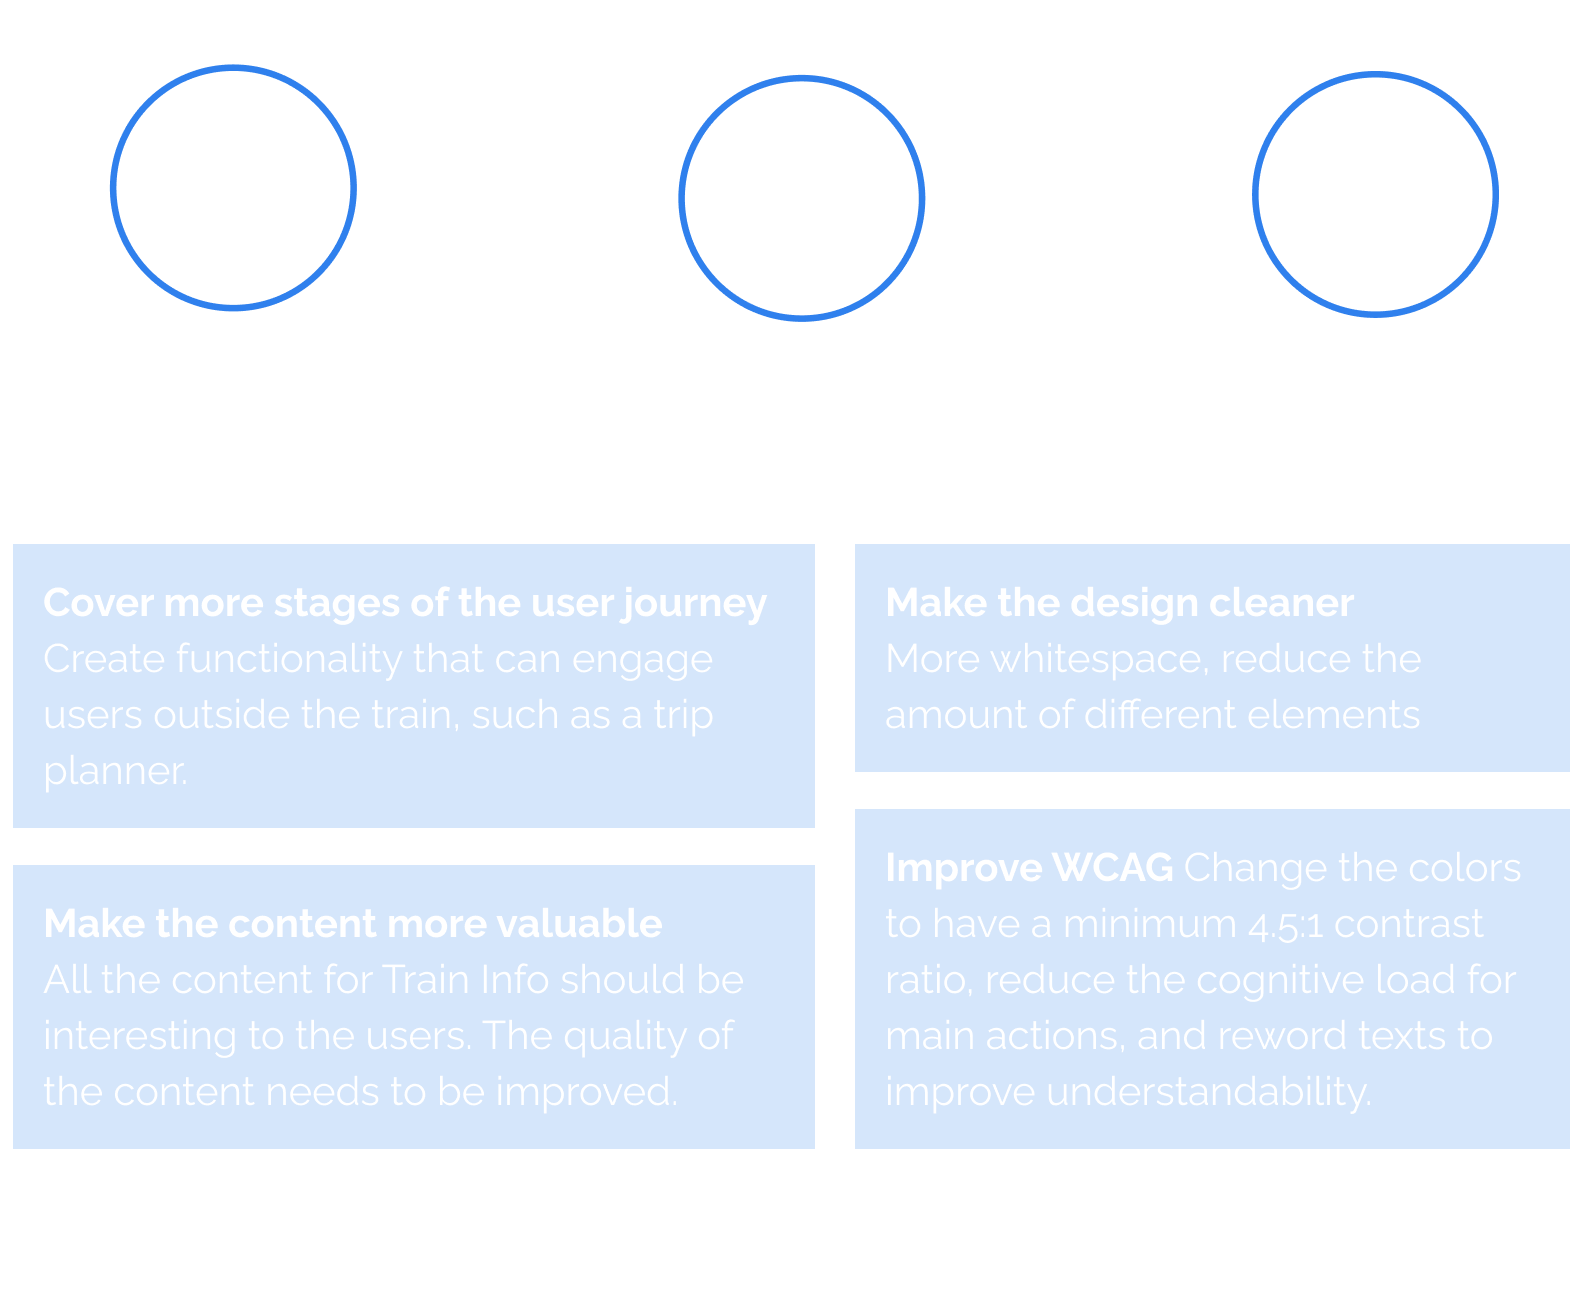 Cover more stages of the user journey
Create functionality that can engage
users outside the train, such as a trip
planner.
Make the content more valuable
All the content for Train Info should be
interesting to the users. The quality of
the content needs to be improved.
Make the design cleaner
More whitespace, reduce the
amount of different elements
Improve WCAG Change the colors
to have a minimum 4.5:1 contrast
ratio, reduce the cognitive load for
main actions, and reword texts to
improve understandability.